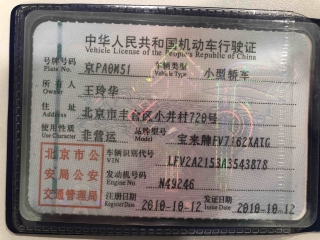 中华人民共和国机动车行驶证
Vehicle License of the People's Republic of China
号牌号码 京PA0M51 车辆类型 小型轿车
Plate No. Vehicle Type
所有人 王玲华
Owner
住址 北京市丰台区小井村720号
Address
使用性质 非营运 品牌型号 宝来牌FV7162XATG
Use Character Model
北京市公 车辆识别代号 LFV2A2153A3543878
VIN
安局公安 发动机号码 N49246
Engine No.
交通管理局 注册日期 2010-10-12 发证日期 2010-10-12
Register Date Issue Date